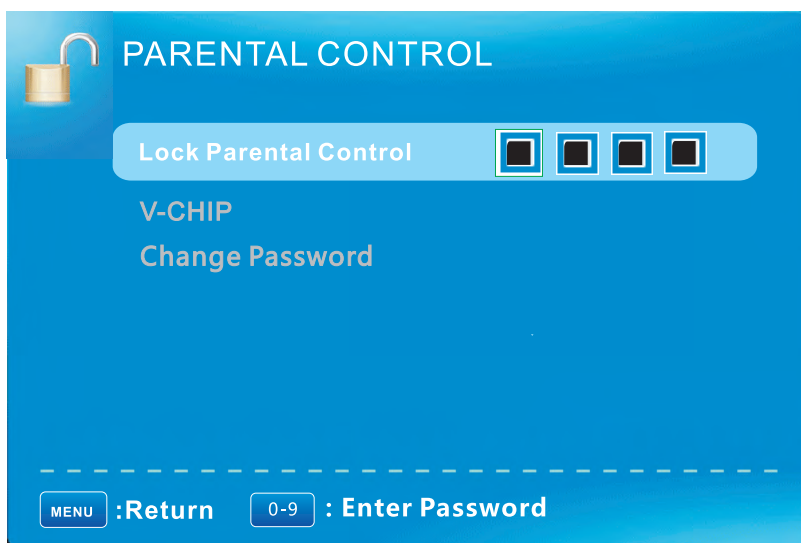 PARENTAL CONTROL
Lock Parental Control
V-CHIP
Change Password
MENU :Return 0-9 : Enter Password